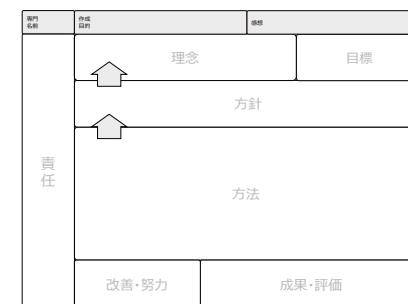 専門
名前
作成
目的
感想
理念
目標
方針
責任
方法
改善・努力
成果・評価